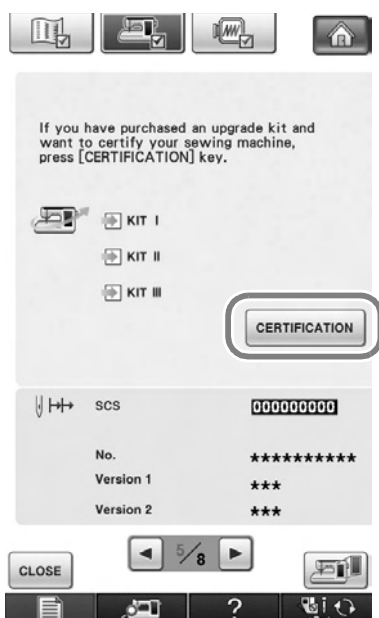 If you have purchased an upgrade kit and
want to certify your sewing machine,
press [CERTIFICATION] key.
KIT I
KIT II
KIT III
CERTIFICATION
SCS 000000000
No. **********
Version 1 ***
Version 2 ***
5/8
CLOSE
?